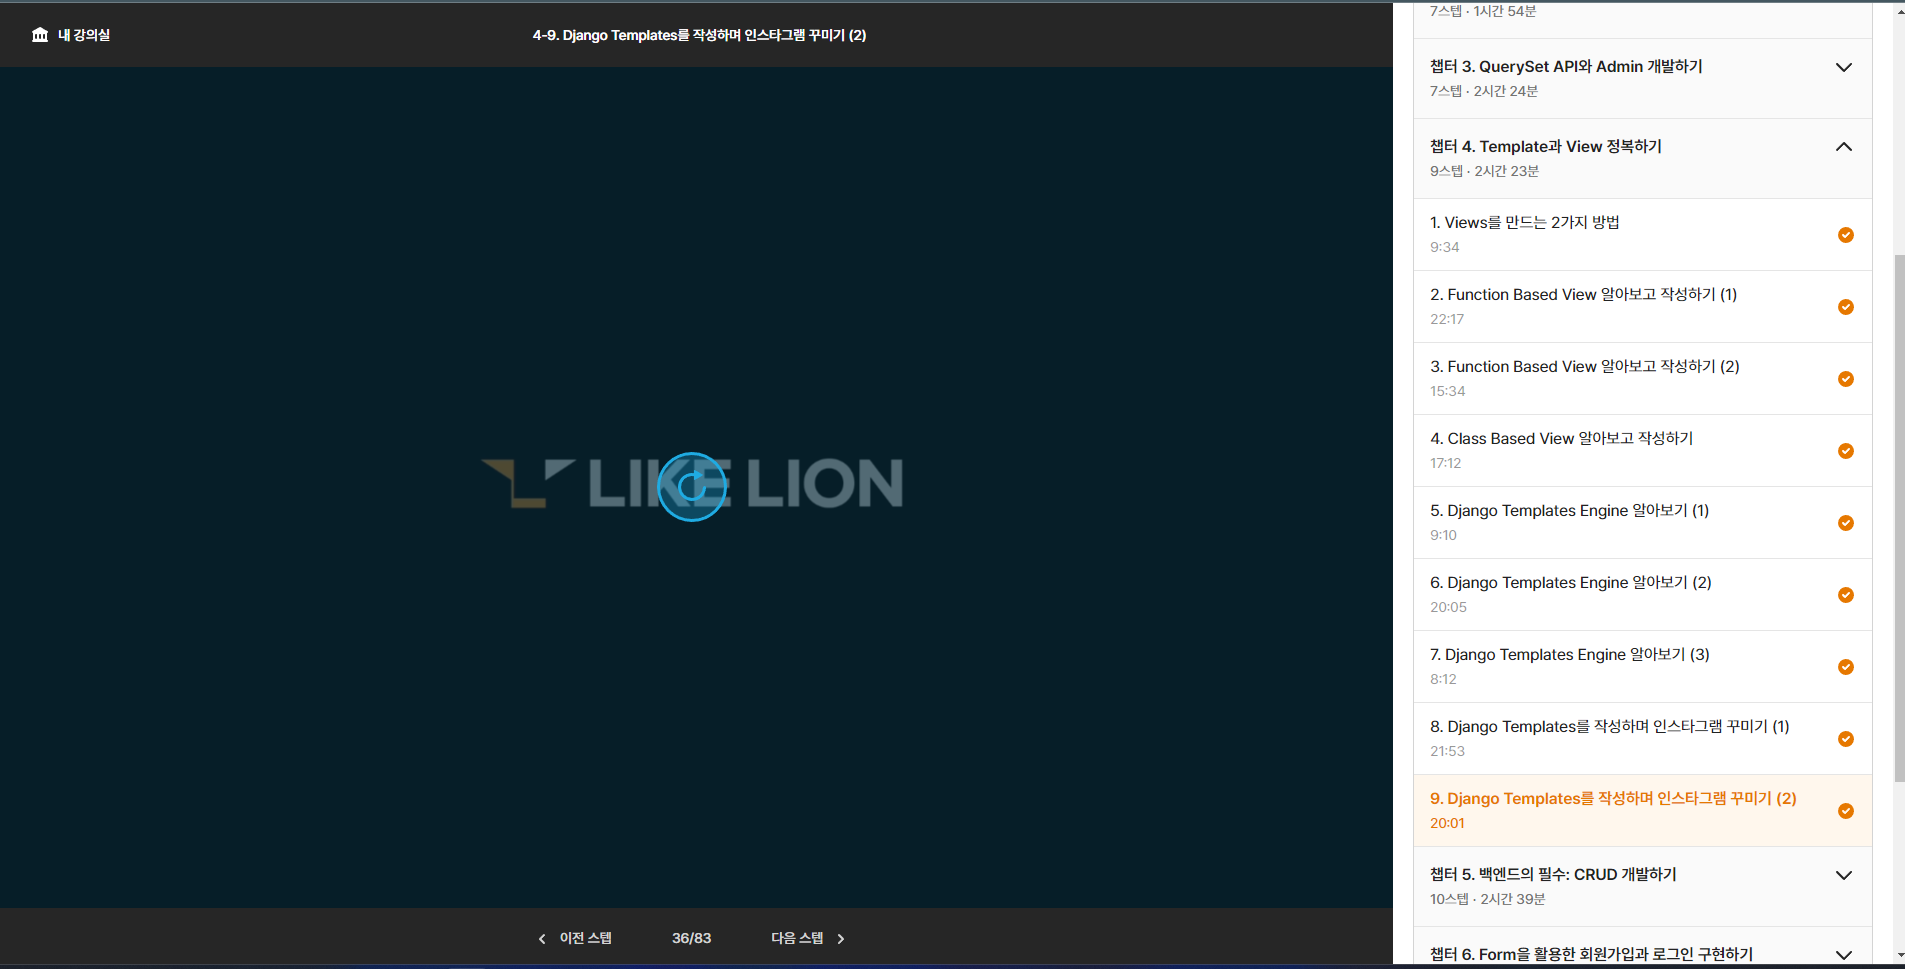 내 강의실
4-9. Django Templates를 작성하며 인스타그램 꾸미기 (2)
LIKE LION
이전 스텝
36/83
다음 스텝
7스텝 · 1시간 54분
챕터 3. QuerySet API와 Admin 개발하기
7스텝 · 2시간 24분
챕터 4. Template과 View 정복하기
9스텝 · 2시간 23분
1. Views를 만드는 2가지 방법
9:34
2. Function Based View 알아보고 작성하기 (1)
22:17
3. Function Based View 알아보고 작성하기 (2)
15:34
4. Class Based View 알아보고 작성하기
17:12
5. Django Templates Engine 알아보기 (1)
9:10
6. Django Templates Engine 알아보기 (2)
20:05
7. Django Templates Engine 알아보기 (3)
8:12
8. Django Templates를 작성하며 인스타그램 꾸미기 (1)
21:53
9. Django Templates를 작성하며 인스타그램 꾸미기 (2)
20:01
챕터 5. 백엔드의 필수: CRUD 개발하기
10스텝 · 2시간 39분
챕터 6. Form을 활용한 회원가입과 로그인 구현하기